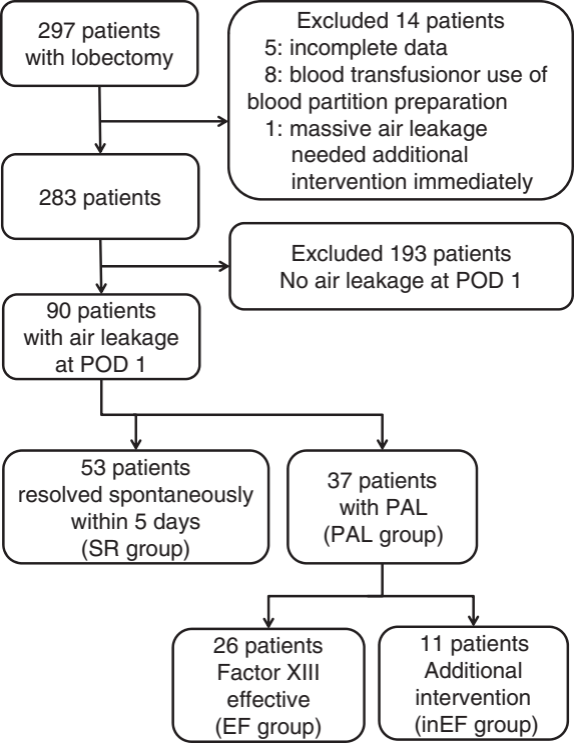 297 patients
with lobectomy
Excluded 14 patients
5: incomplete data
8: blood transfusionor use of
blood partition preparation
1: massive air leakage
needed additional
intervention immediately
283 patients
Excluded 193 patients
No air leakage at POD 1
90 patients
with air leakage
at POD 1
53 patients
resolved spontaneously
within 5 days
(SR group)
37 patients
with PAL
(PAL group)
26 patients
Factor XIII
effective
(EF group)
11 patients
Additional
intervention
(inEF group)